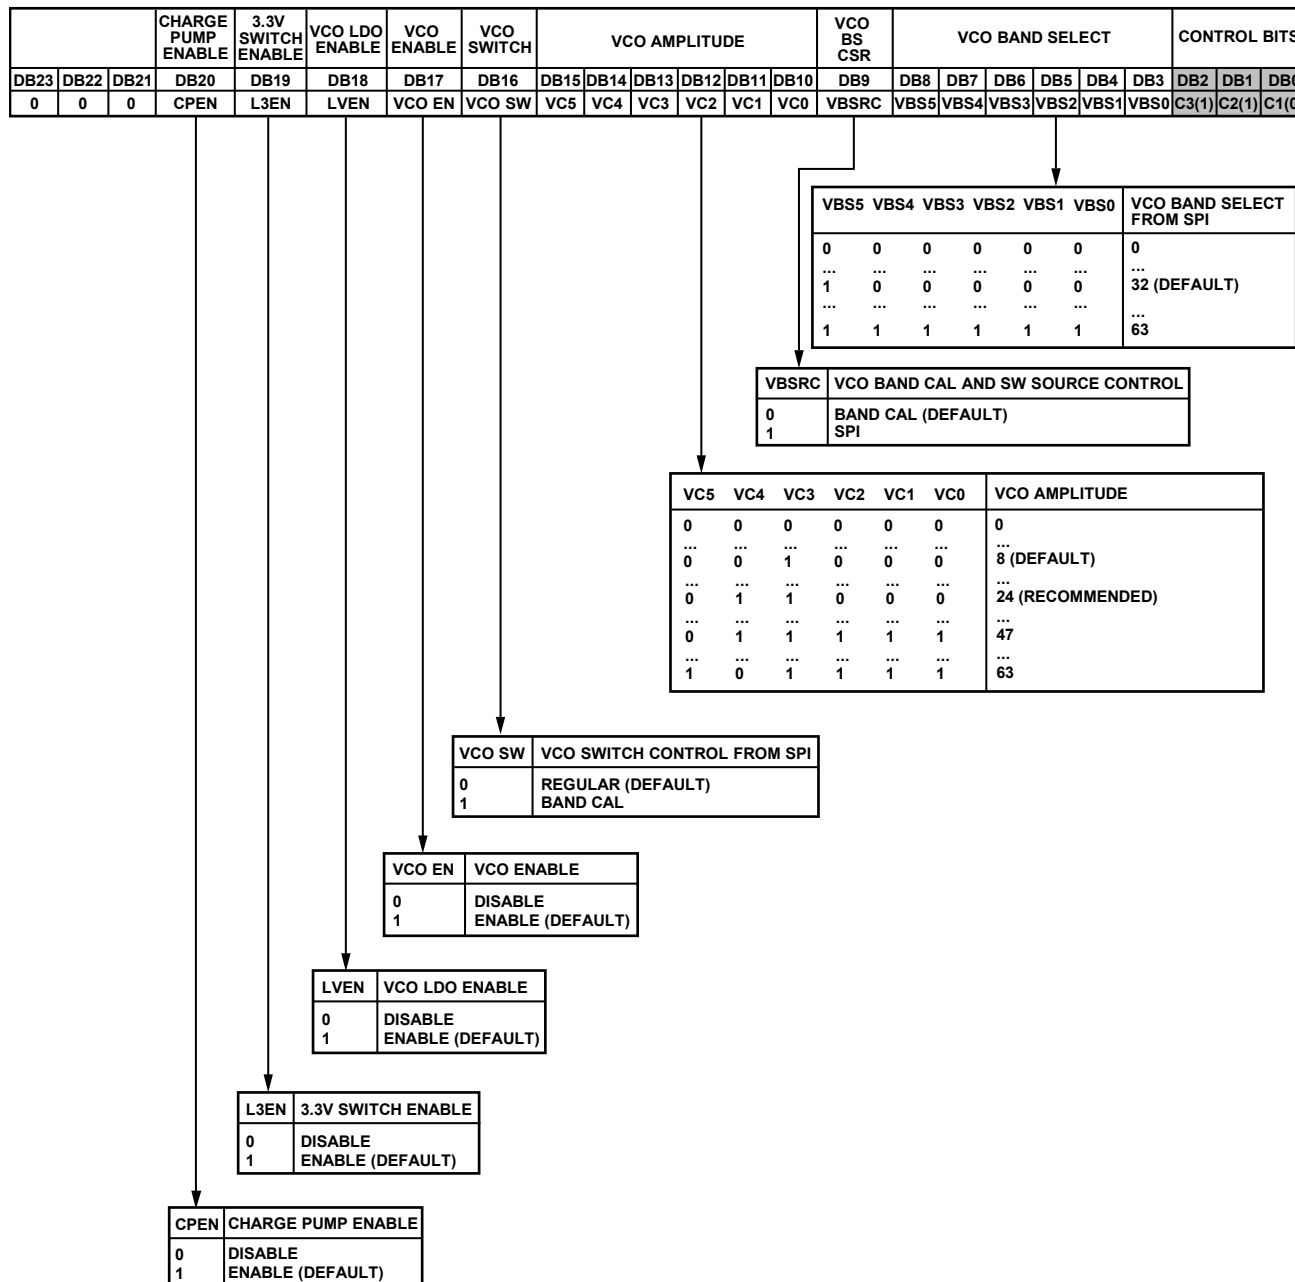 CHARGE PUMP ENABLE 3.3V SWITCH ENABLE VCO LDO ENABLE VCO ENABLE VCO SWITCH VCO AMPLITUDE VCO BS CSR VCO BAND SELECT CONTROL BITS
DB23 DB22 DB21 DB20 DB19 DB18 DB17 DB16 DB15 DB14 DB13 DB12 DB11 DB10 DB9 DB8 DB7 DB6 DB5 DB4 DB3 DB2 DB1 DB0
0 0 0 CPEN L3EN LVEN VCO EN VCO SW VC5 VC4 VC3 VC2 VC1 VC0 VBSRC VBS5 VBS4 VBS3 VBS2 VBS1 VBS0 C3(1) C2(1) C1(0
VBS5 VBS4 VBS3 VBS2 VBS1 VBS0 VCO BAND SELECT FROM SPI
0 0 0 0 0 0 0
... ... ... ... ... ... ...
1 0 0 0 0 0 32 (DEFAULT)
... ... ... ... ... ... ...
1 1 1 1 1 1 63
VBSRC VCO BAND CAL AND SW SOURCE CONTROL
0 BAND CAL (DEFAULT)
1 SPI
VC5 VC4 VC3 VC2 VC1 VC0 VCO AMPLITUDE
0 0 0 0 0 0 0
... ... ... ... ... ... ...
0 0 1 0 0 0 8 (DEFAULT)
... ... ... ... ... ... ...
0 1 1 0 0 0 24 (RECOMMENDED)
... ... ... ... ... ... ...
0 1 1 1 1 1 47
... ... ... ... ... ... ...
1 0 1 1 1 1 63
VCO SW VCO SWITCH CONTROL FROM SPI
0 REGULAR (DEFAULT)
1 BAND CAL
VCO EN VCO ENABLE
0 DISABLE
1 ENABLE (DEFAULT)
LVEN VCO LDO ENABLE
0 DISABLE
1 ENABLE (DEFAULT)
L3EN 3.3V SWITCH ENABLE
0 DISABLE
1 ENABLE (DEFAULT)
CPEN CHARGE PUMP ENABLE
0 DISABLE
1 ENABLE (DEFAULT)